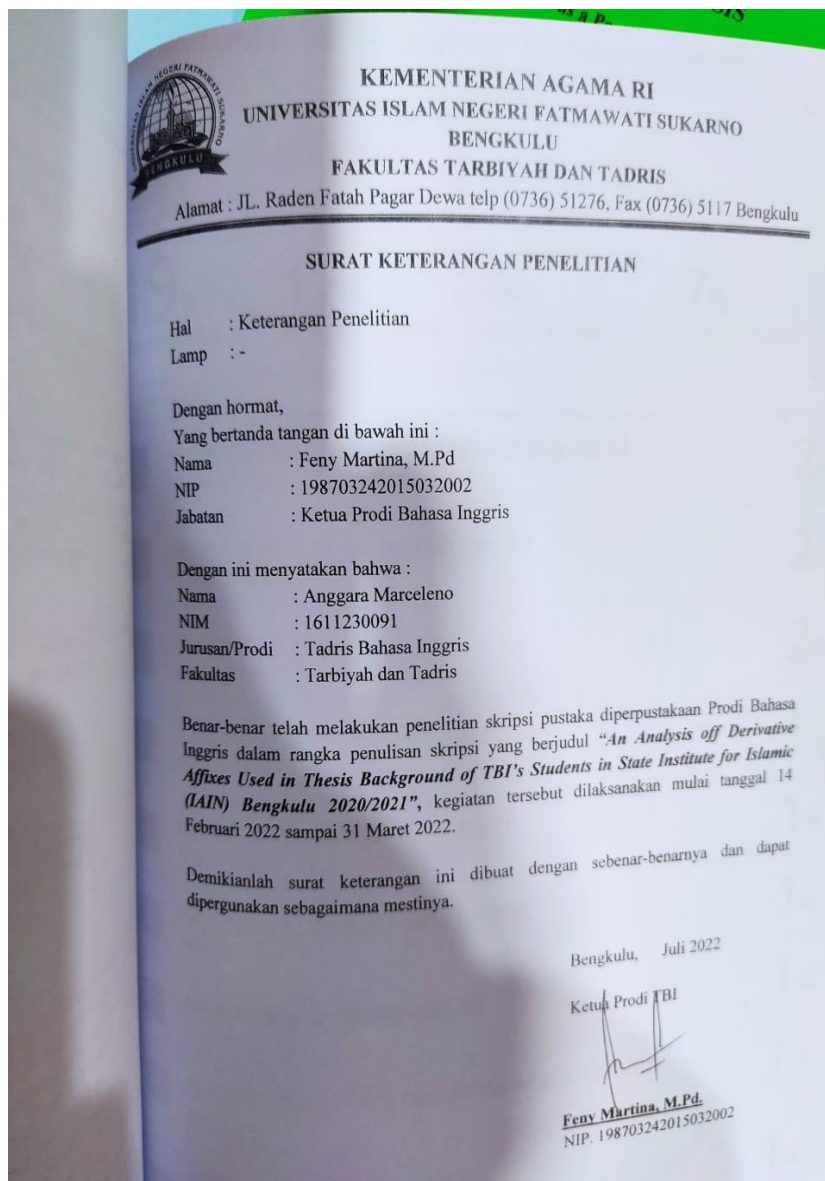 KEMENTERIAN AGAMA RI
UNIVERSITAS ISLAM NEGERI FATMAWATI SUKARNO
BENGKULU
FAKULTAS TARBIYAH DAN TADRIS
Alamat : JL. Raden Fatah Pagar Dewa telp (0736) 51276, Fax (0736) 5117 Bengkulu
UNIVERSITAS ISLAM NEGERI FATMAWATI SUKARNO
BENGKULU
SURAT KETERANGAN PENELITIAN
Hal : Keterangan Penelitian
Lamp : -
Dengan hormat,
Yang bertanda tangan di bawah ini :
Nama : Feny Martina, M.Pd
NIP : 198703242015032002
Jabatan : Ketua Prodi Bahasa Inggris
Dengan ini menyatakan bahwa :
Nama : Anggara Marceleno
NIM : 1611230091
Jurusan/Prodi : Tadris Bahasa Inggris
Fakultas : Tarbiyah dan Tadris
Benar-benar telah melakukan penelitian skripsi pustaka diperpustakaan Prodi Bahasa
Inggris dalam rangka penulisan skripsi yang berjudul “An Analysis off Derivative
Affixes Used in Thesis Background of TBI’s Students in State Institute for Islamic
(IAIN) Bengkulu 2020/2021”, kegiatan tersebut dilaksanakan mulai tanggal 14
Februari 2022 sampai 31 Maret 2022.
Demikianlah surat keterangan ini dibuat dengan sebenar-benarnya dan dapat
dipergunakan sebagaimana mestinya.
Bengkulu, Juli 2022
Ketua Prodi TBI
Feny Martina, M.Pd.
NIP. 198703242015032002